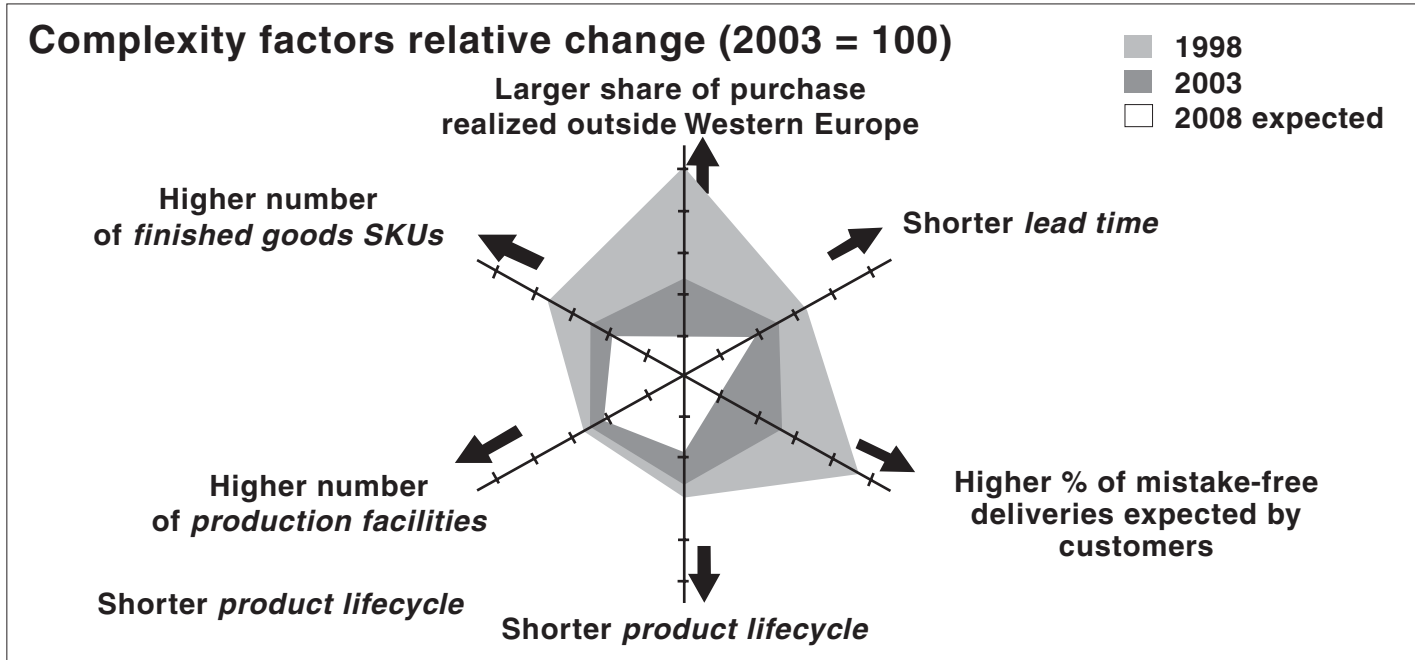 Complexity factors relative change (2003 = 100)
1998
2003
2008 expected
Larger share of purchase
realized outside Western Europe
Higher number
of finished goods SKUs
Shorter lead time
Higher number
of production facilities
Higher % of mistake-free
deliveries expected by
customers
Shorter product lifecycle
Shorter product lifecycle